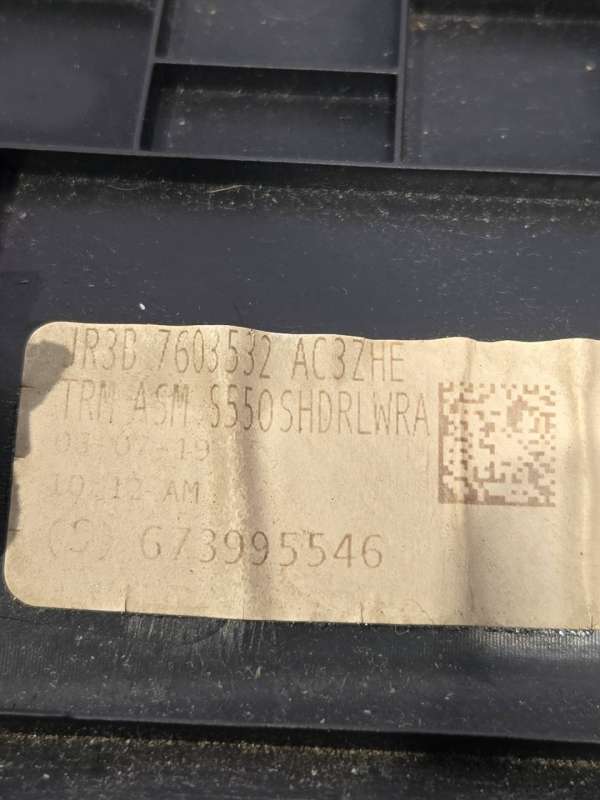 JR3B 7603532 AC3ZHE
TRM ASM S550SHDRLWRA
03-07-19
10:12 AM
(S) G73995546